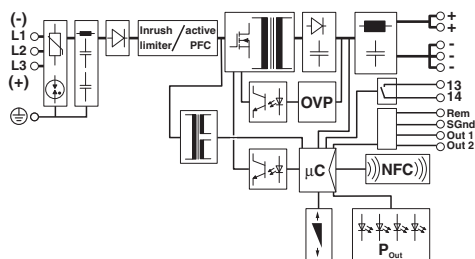 (-)
L1
L2
L3
(+)
Inrush limiter/
active PFC
+
+
-
-
-
OVP
13
14
Rem
SGnd
Out 1
Out 2
µC
NFC
P Out